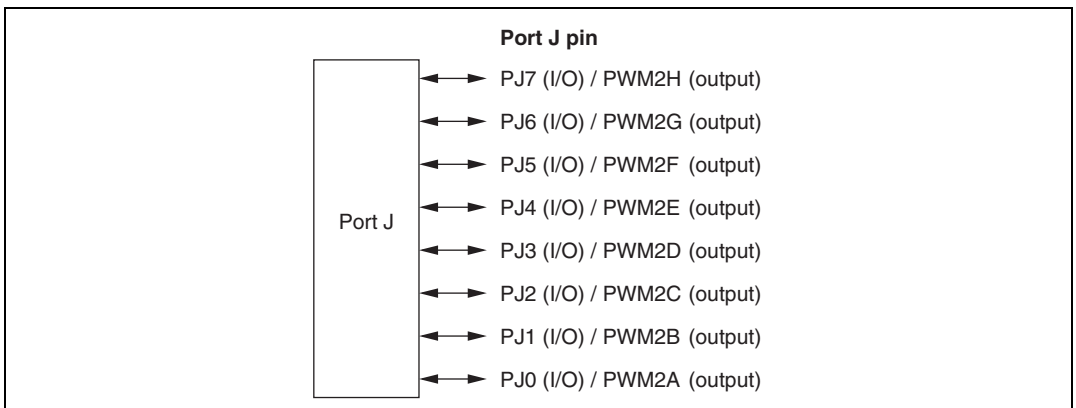 Port J pin
PJ7 (I/O) / PWM2H (output)
PJ6 (I/O) / PWM2G (output)
PJ5 (I/O) / PWM2F (output)
PJ4 (I/O) / PWM2E (output)
Port J
PJ3 (I/O) / PWM2D (output)
PJ2 (I/O) / PWM2C (output)
PJ1 (I/O) / PWM2B (output)
PJ0 (I/O) / PWM2A (output)